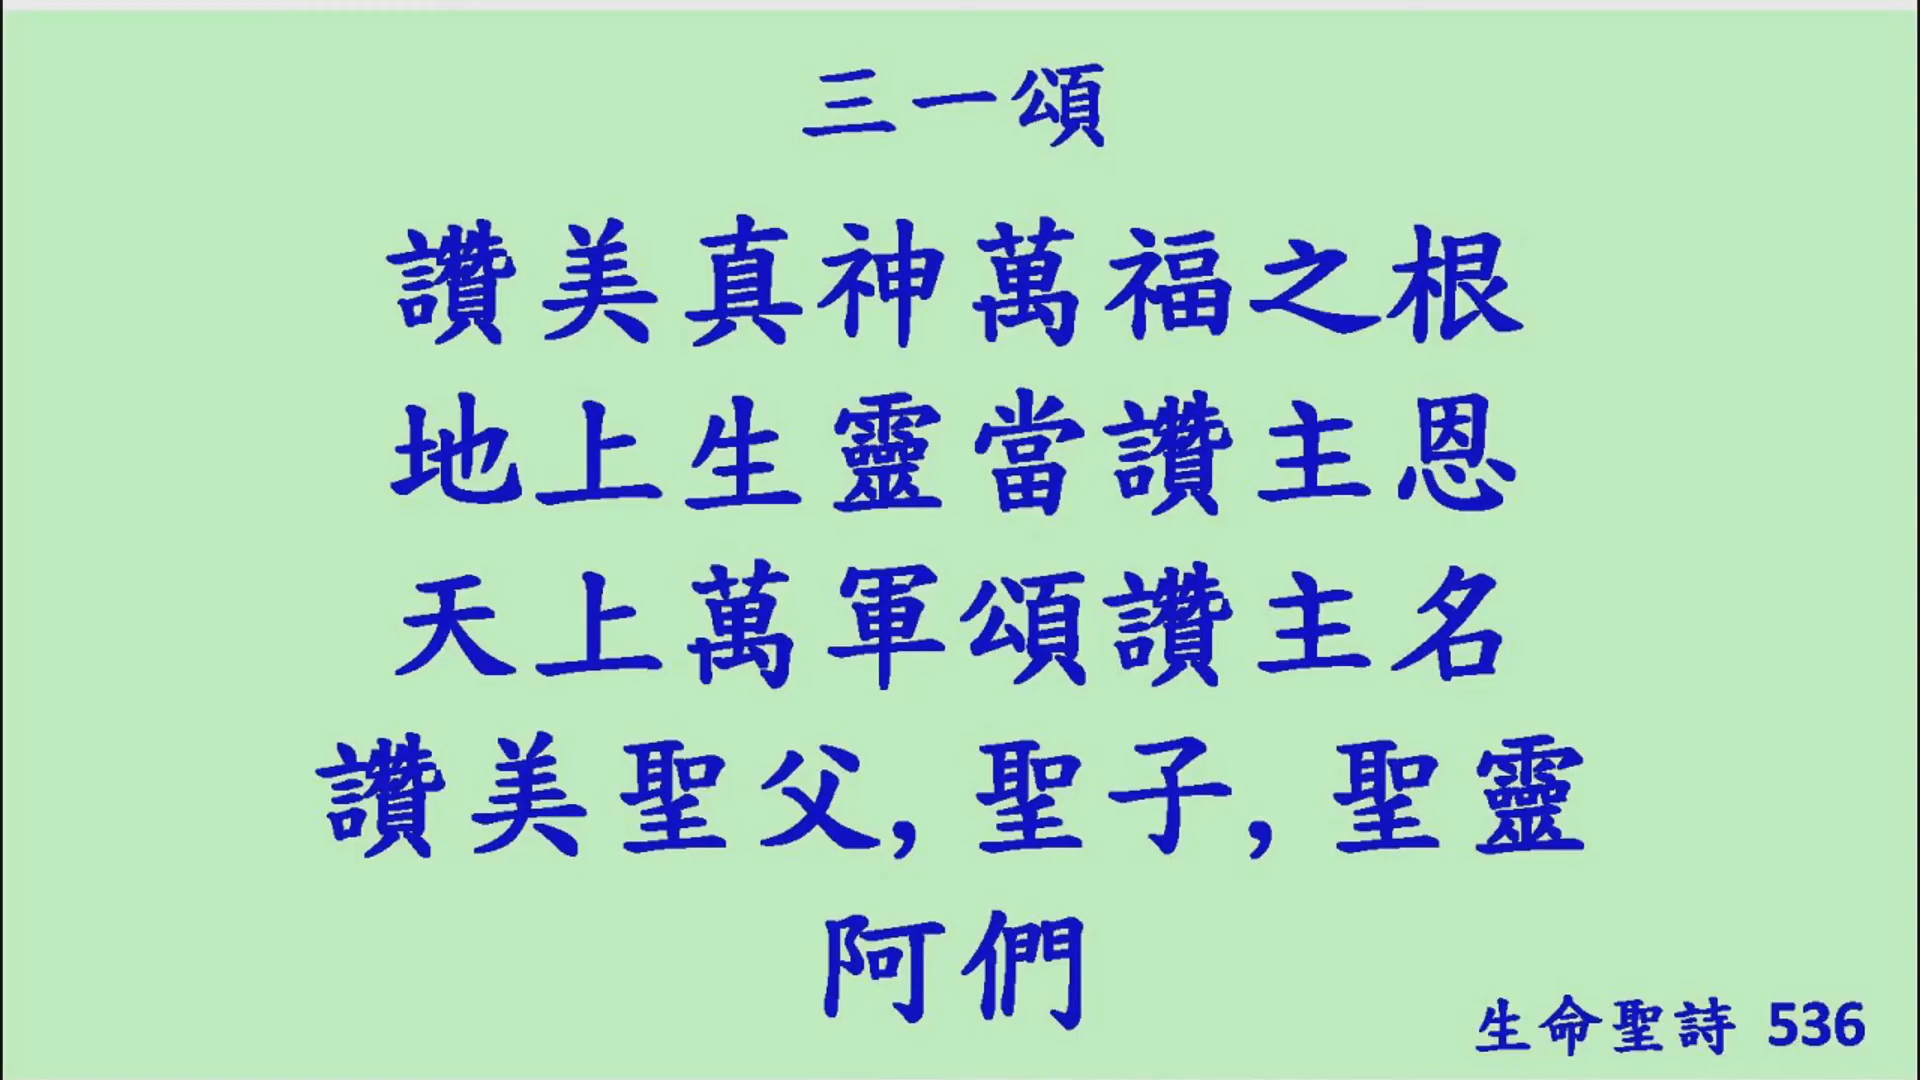 三一頌
讚美真神萬福之根
地上生靈當讚主恩
天上萬軍頌讚主名
讚美聖父,聖子,聖靈
阿們
生命聖詩 536